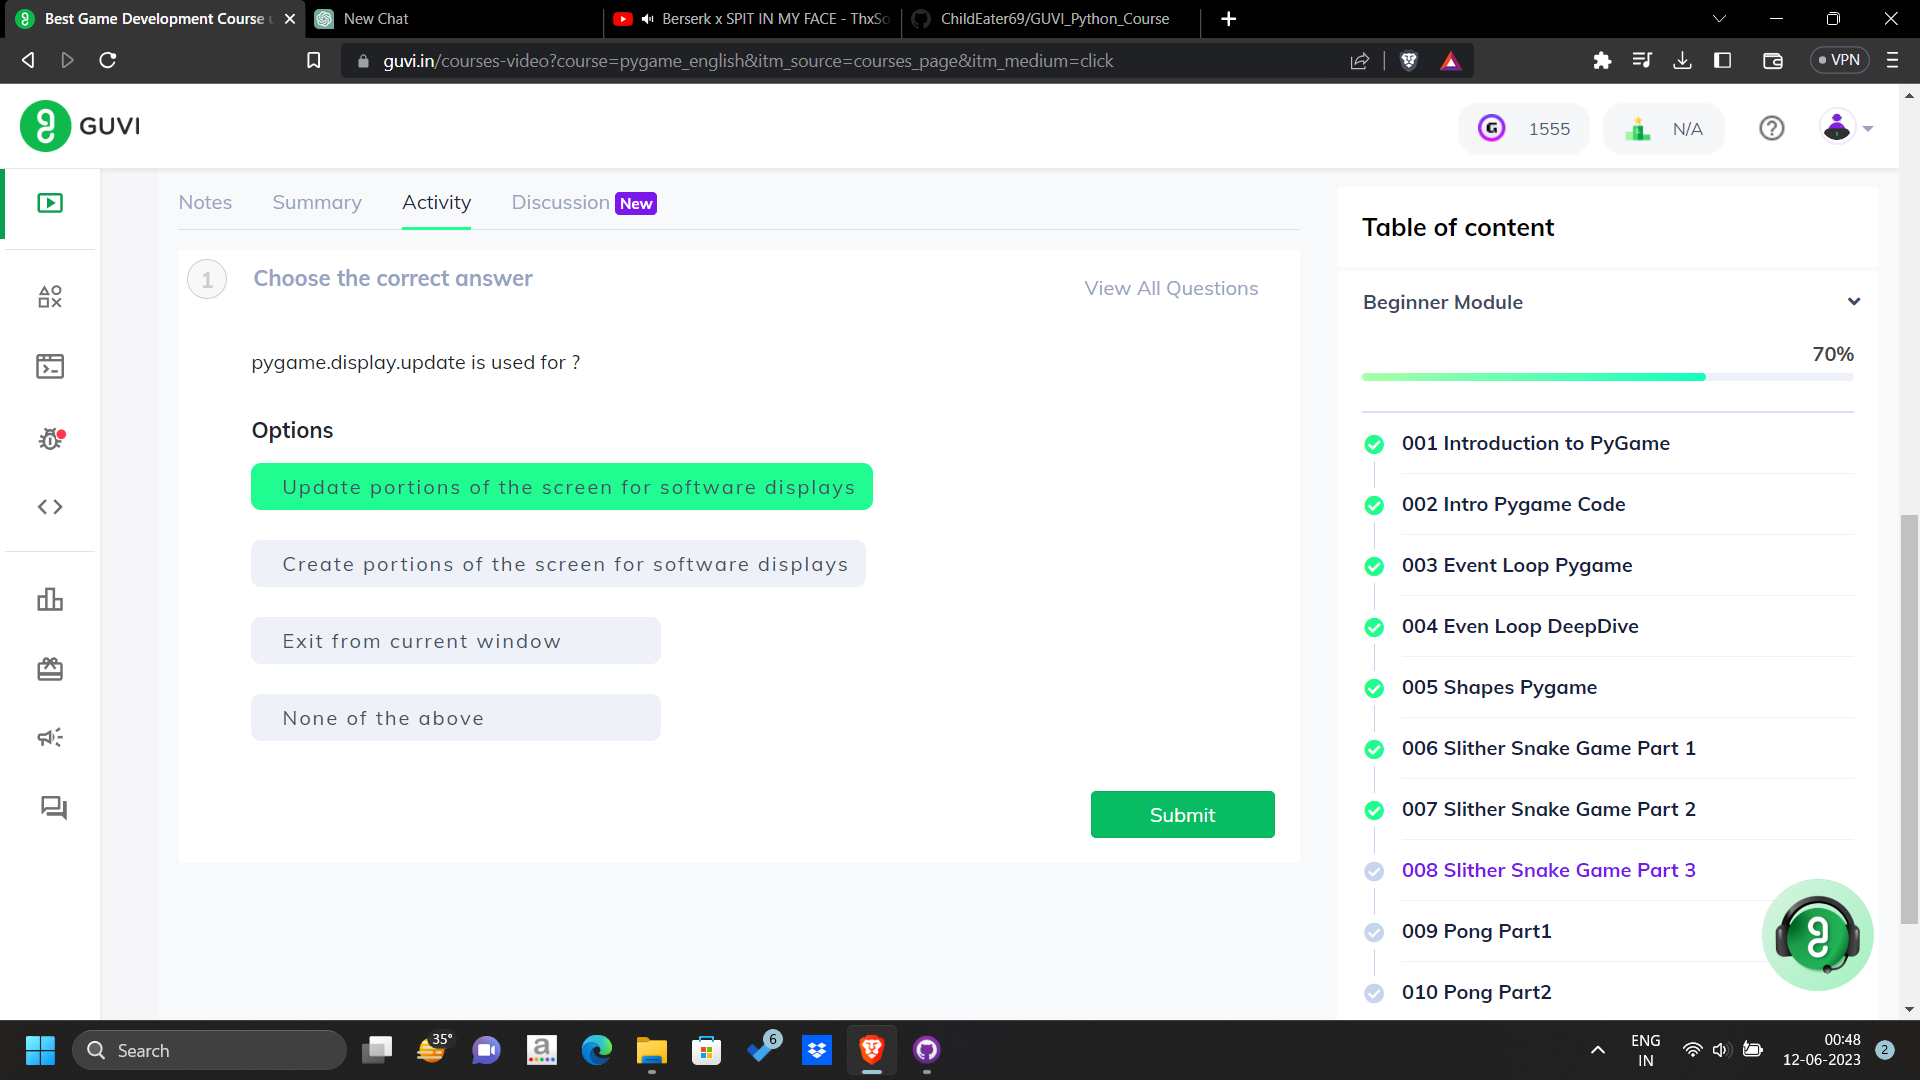 Best Game Development Course u
New Chat
Berserk x SPIT IN MY FACE - ThxSo
ChildEater69/GUVI_Python_Course
guvi.in/courses-video?course=pygame_english&itm_source=courses_page&itm_medium=click
VPN
GUVI
G
1555
N/A
Notes
Summary
Activity
Discussion
New
1
Choose the correct answer
View All Questions
pygame.display.update is used for ?
Options
Update portions of the screen for software displays
Create portions of the screen for software displays
Exit from current window
None of the above
Submit
Table of content
Beginner Module
70%
001 Introduction to PyGame
002 Intro Pygame Code
003 Event Loop Pygame
004 Even Loop DeepDive
005 Shapes Pygame
006 Slither Snake Game Part 1
007 Slither Snake Game Part 2
008 Slither Snake Game Part 3
009 Pong Part1
010 Pong Part2
Search
35°
a
6
ENG
IN
00:48
12-06-2023
2